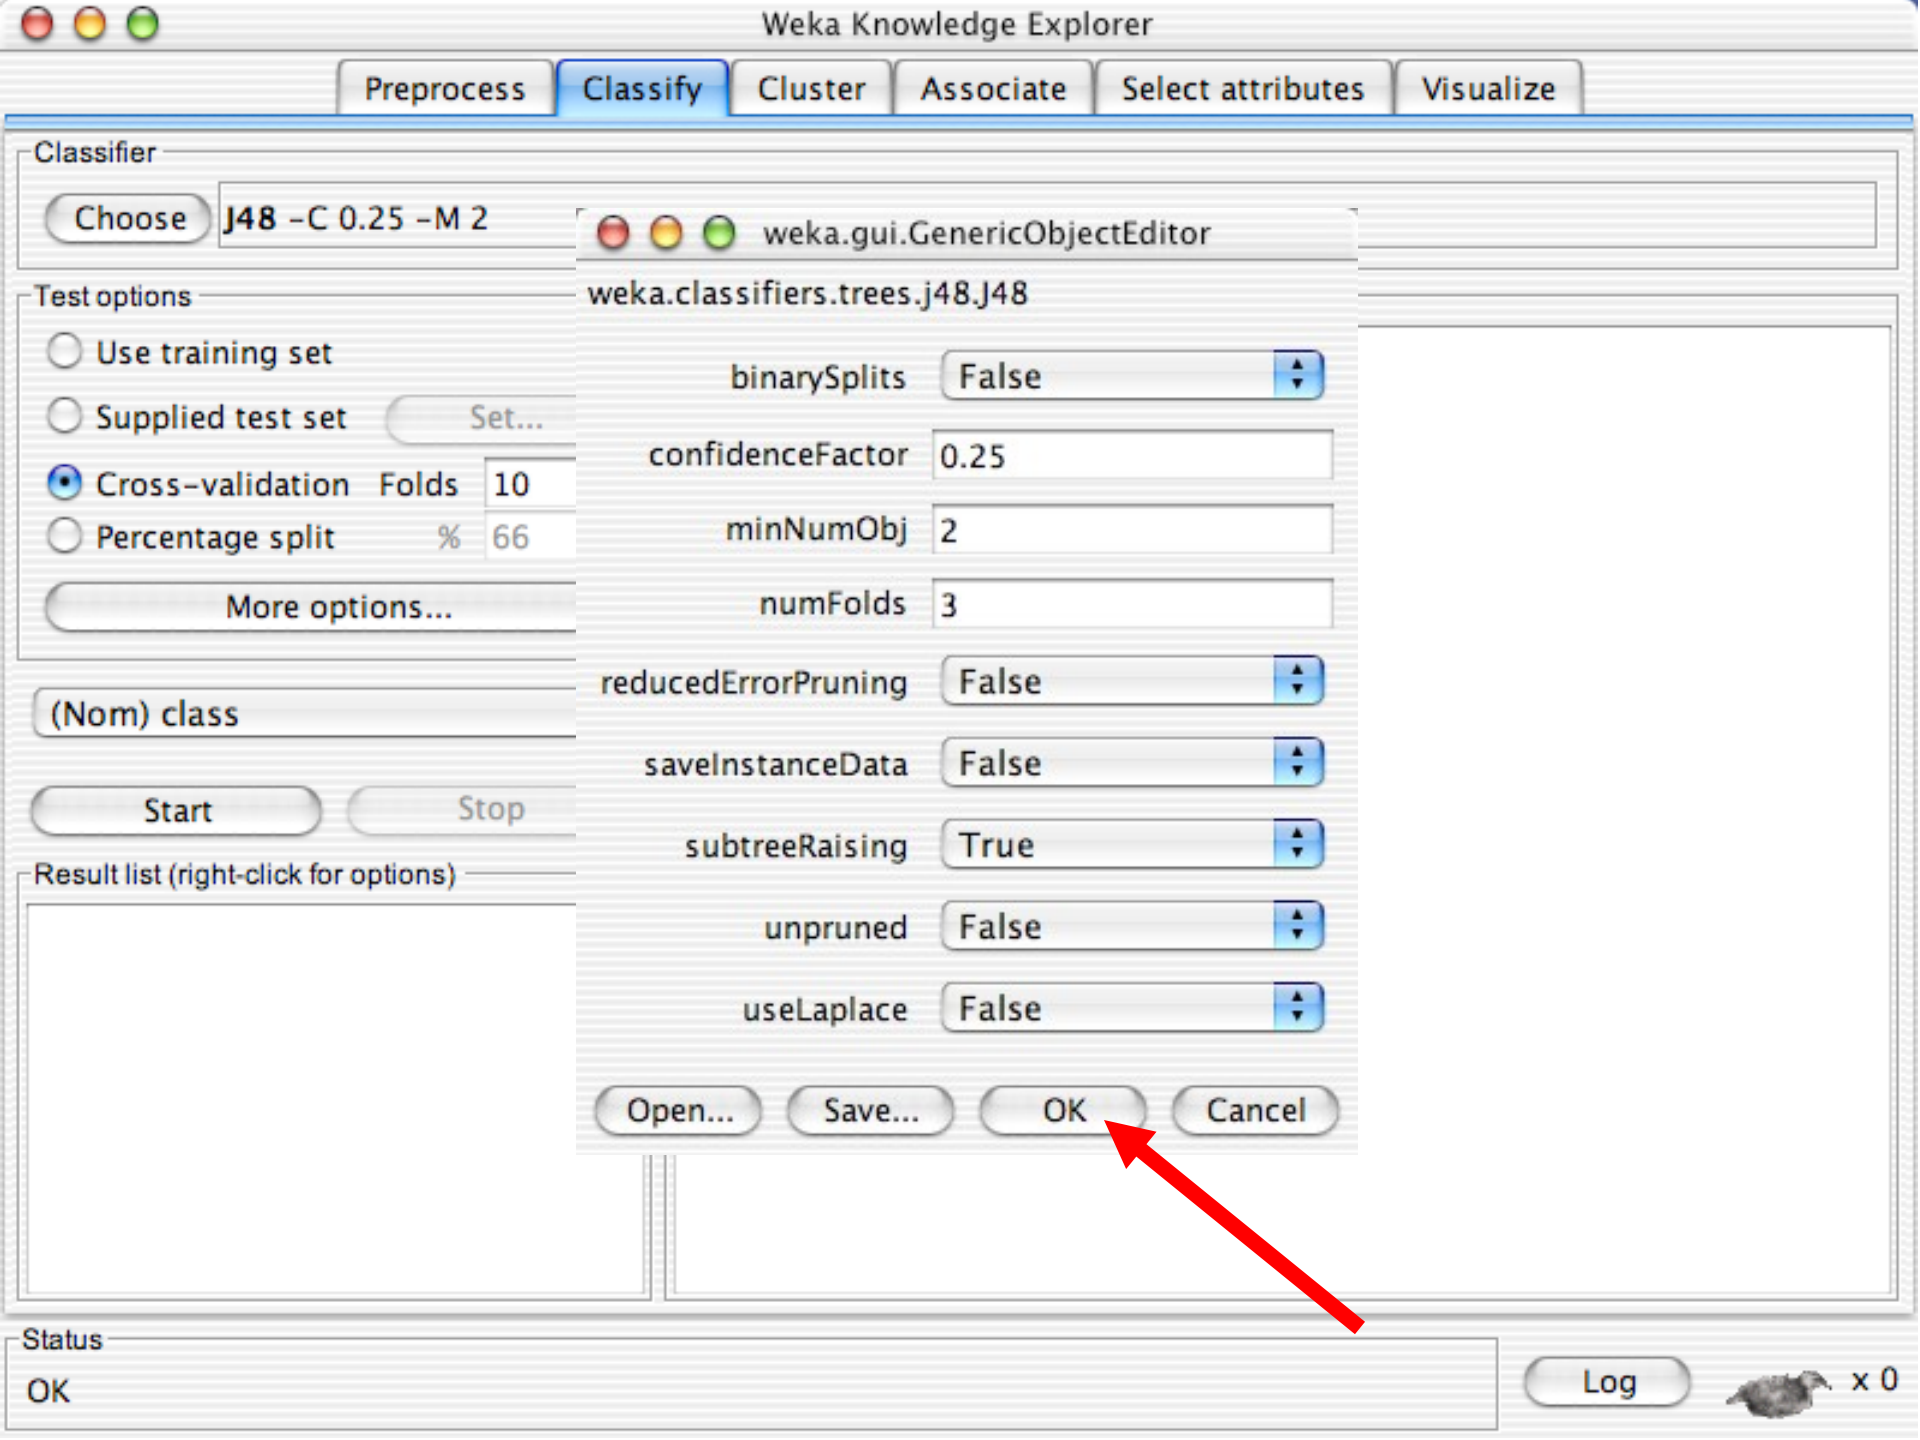 Weka Knowledge Explorer
Preprocess Classify Cluster Associate Select attributes Visualize
Classifier
Choose J48 -C 0.25 -M 2
Test options
Use training set
Supplied test set Set...
Cross-validation Folds 10
Percentage split % 66
More options...
(Nom) class
Start Stop
Result list (right-click for options)
weka.gui.GenericObjectEditor
weka.classifiers.trees.j48.J48
binarySplits False
confidenceFactor 0.25
minNumObj 2
numFolds 3
reducedErrorPruning False
saveInstanceData False
subtreeRaising True
unpruned False
useLaplace False
Open... Save... OK Cancel
Status
OK
Log x 0